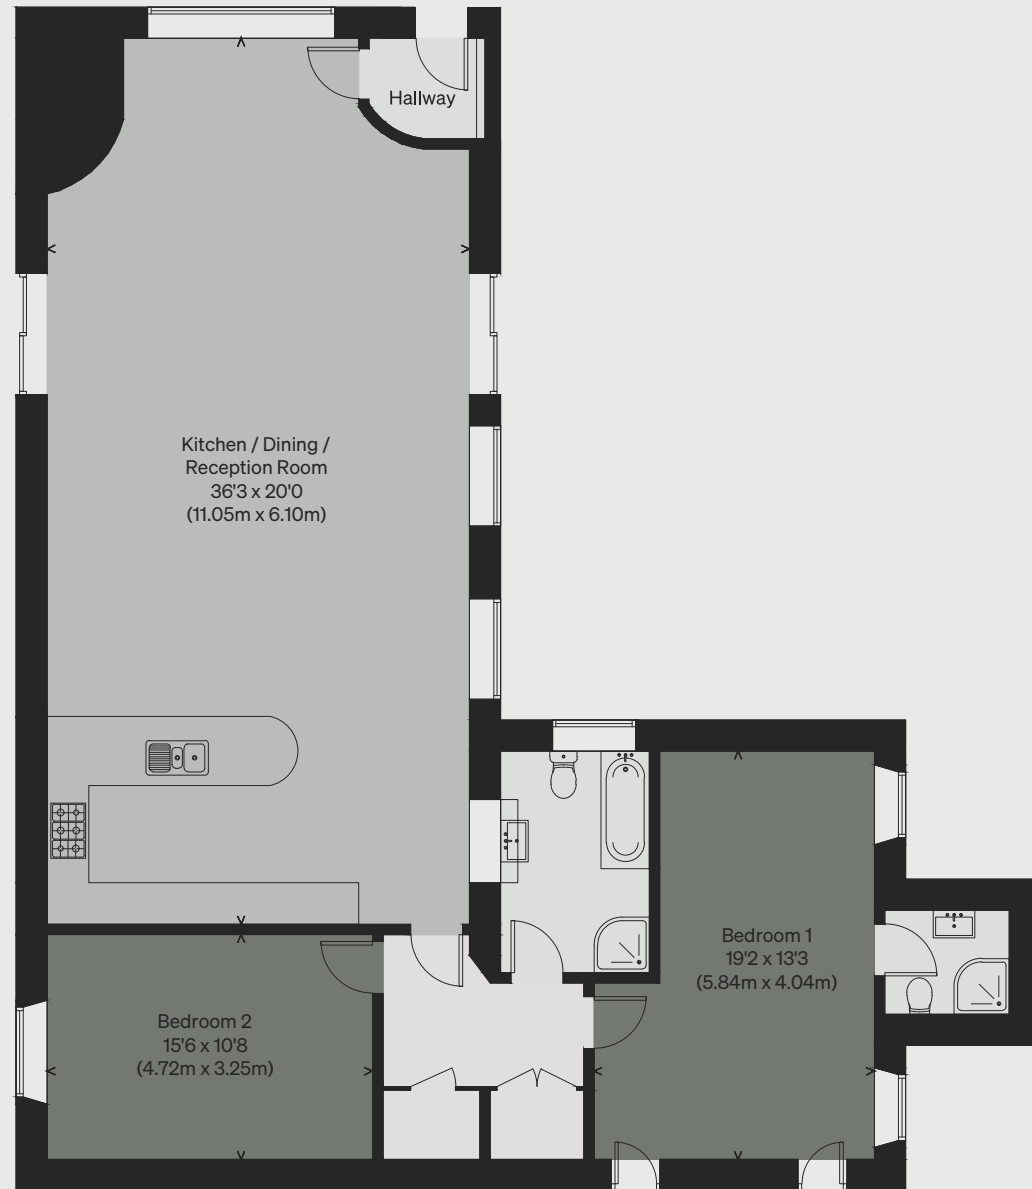 Hallway
Kitchen / Dining /
Reception Room
36'3 x 20'0
(11.05m x 6.10m)
Bedroom 1
19'2 x 13'3
(5.84m x 4.04m)
Bedroom 2
15'6 x 10'8
(4.72m x 3.25m)